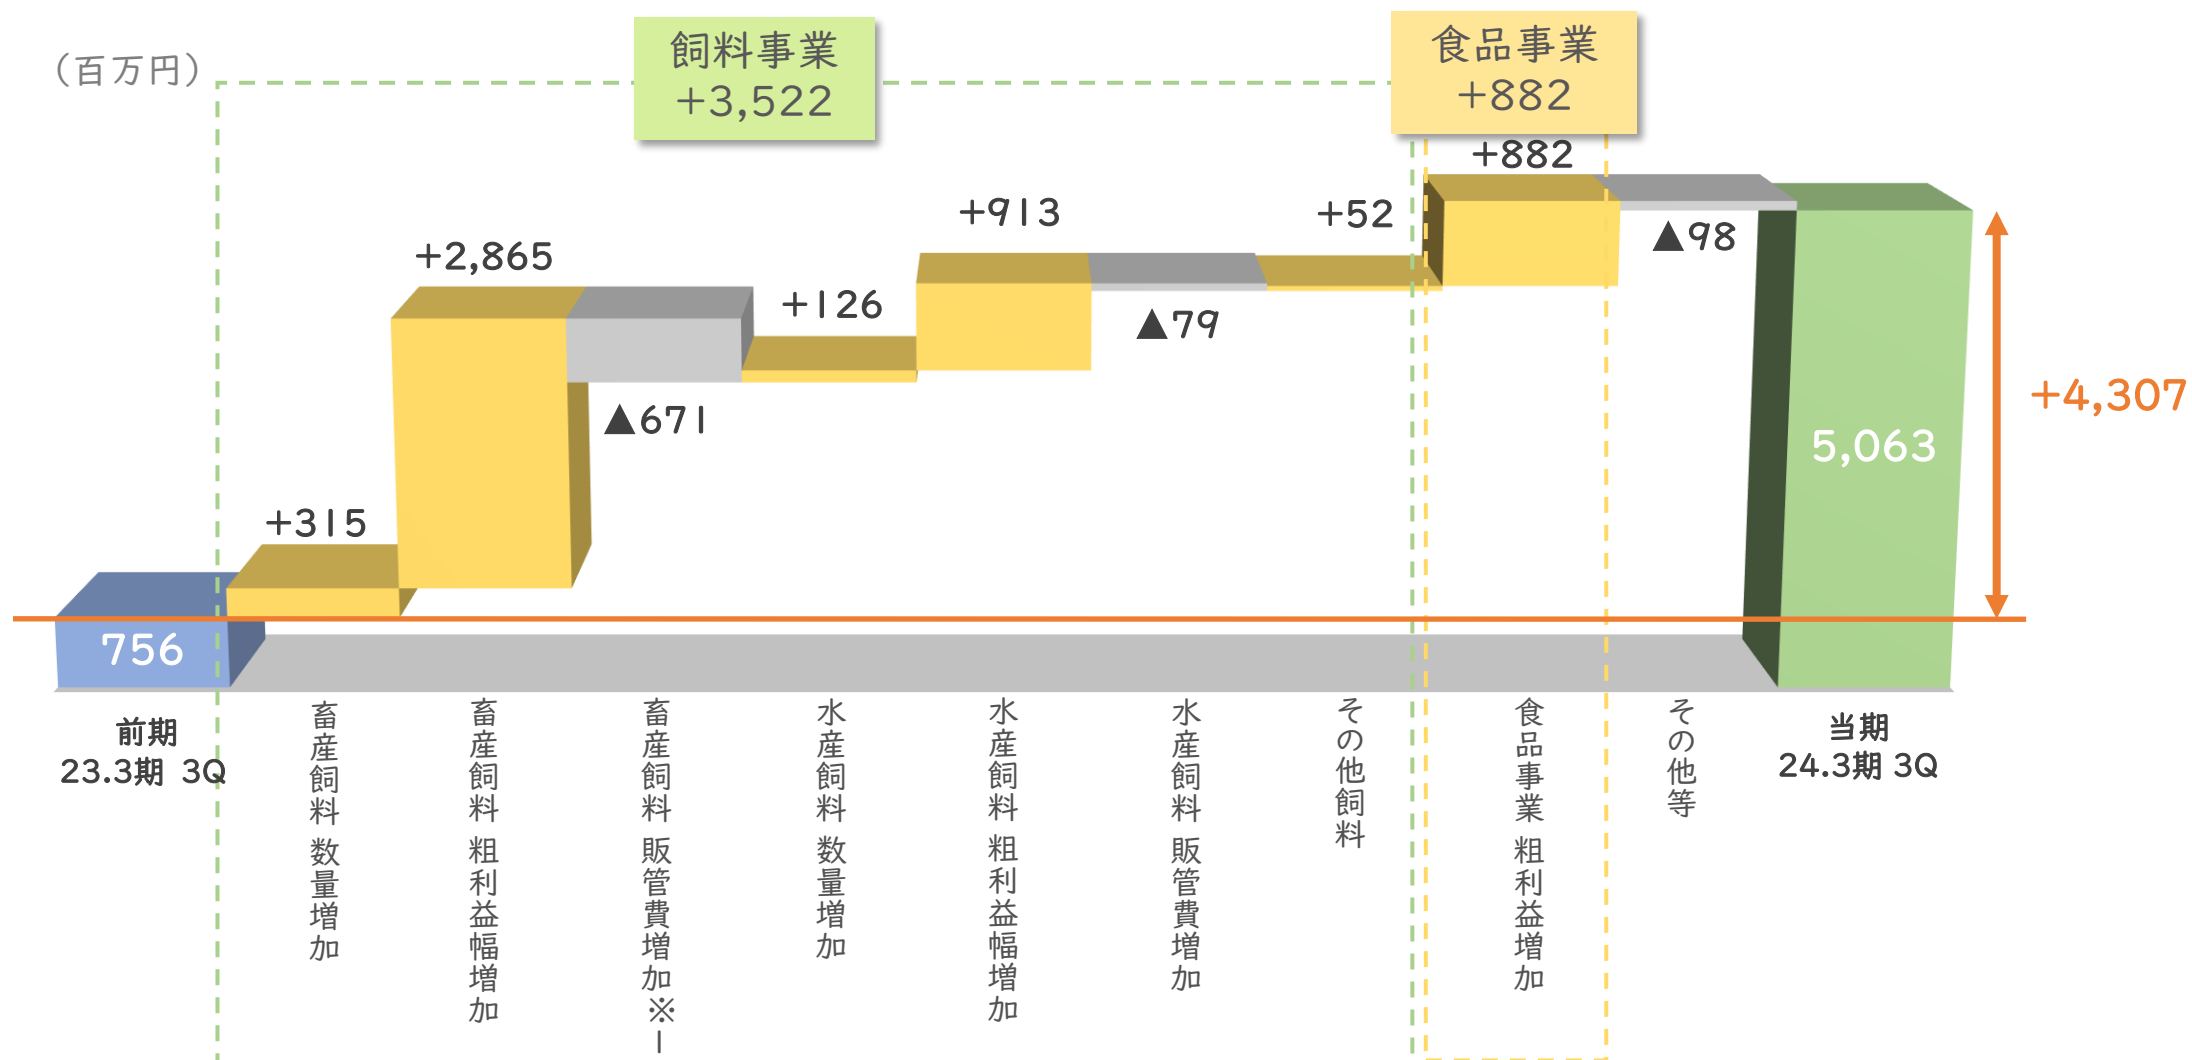 (百万円)
飼料事業
+3,522
食品事業
+882
+882
+913
+52
▲98
+2,865
+126
▲79
+4,307
▲671
5,063
+315
756
前期
23.3期 3Q
畜産飼料 数量増加
畜産飼料 粗利益幅増加
畜産飼料 販管費増加※1
水産飼料 数量増加
水産飼料 粗利益幅増加
水産飼料 販管費増加
その他飼料
食品事業 粗利益増加
その他等
当期
24.3期 3Q